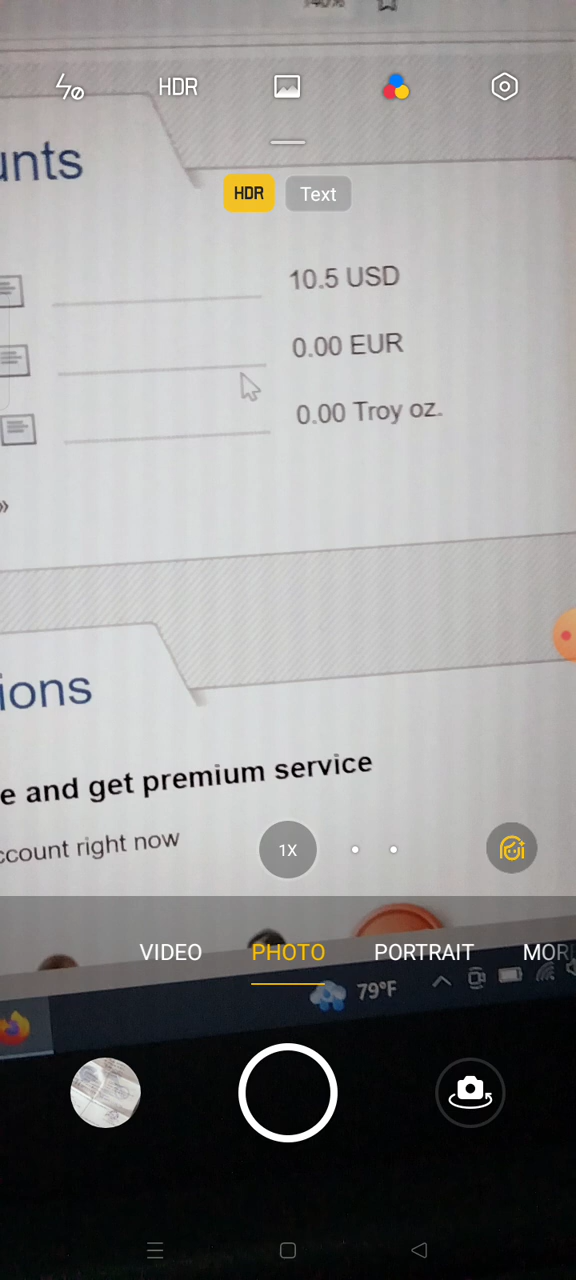 140%
HDR
unts
HDR
Text
10.5 USD
0.00 EUR
0.00 Troy oz.
»
ions
e and get premium service
ccount right now
1X
VIDEO
PHOTO
PORTRAIT
MOR
79°F